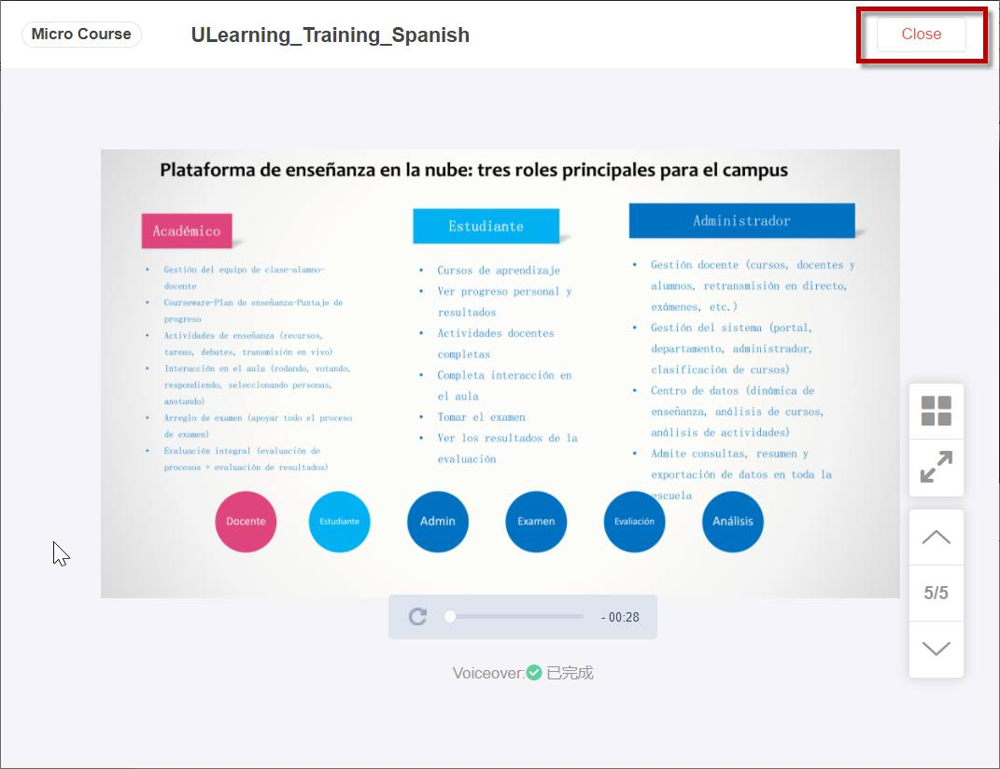 Micro Course
ULearning_Training_Spanish
Close
Plataforma de enseñanza en la nube: tres roles principales para el campus
Académico
• Gestión del equipo de clase-alumno-
docente
• Courseware-Plan de enseñanza-Puntaje de
progreso
• Actividades de enseñanza (recursos,
tareas, debates, transmisión en vivo)
• Interacción en el aula (rodando, votando,
respondiendo, seleccionando personas,
anotando)
• Arreglo de examen (apoyar todo el proceso
de examen)
• Evaluación integral (evaluación de
procesos + evaluación de resultados)
Estudiante
• Cursos de aprendizaje
• Ver progreso personal y
resultados
• Actividades docentes
completas
• Completa interacción en
el aula
• Tomar el examen
• Ver los resultados de la
evaluación
Administrador
• Gestión docente (cursos, docentes y
alumnos, retransmisión en directo,
exámenes, etc.)
• Gestión del sistema (portal,
departamento, administrador,
clasificación de cursos)
• Centro de datos (dinámica de
enseñanza, análisis de cursos,
análisis de actividades)
• Admite consultas, resumen y
exportación de datos en toda la
escuela
Docente
Estudiante
Admin
Examen
Evaliación
Análisis
5/5
- 00:28
Voiceover: 已完成